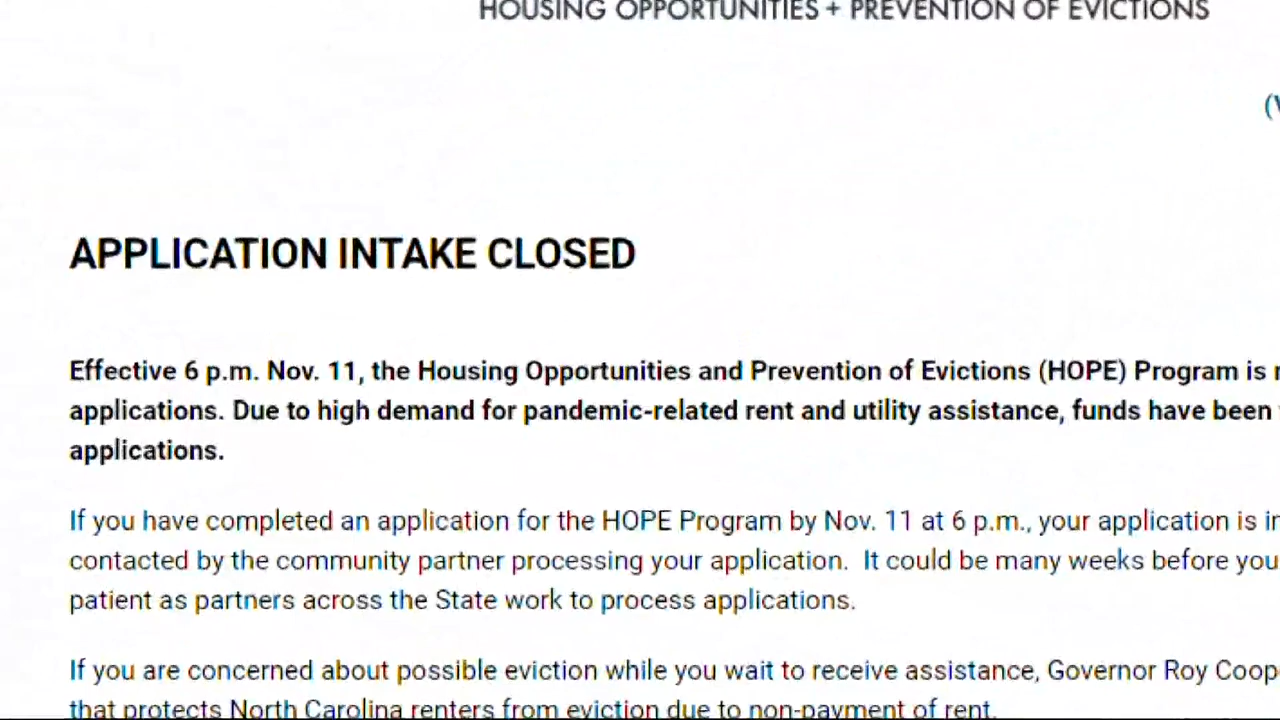 HOUSING OPPORTUNITIES + PREVENTION OF EVICTIONS
APPLICATION INTAKE CLOSED
Effective 6 p.m. Nov. 11, the Housing Opportunities and Prevention of Evictions (HOPE) Program is
applications. Due to high demand for pandemic-related rent and utility assistance, funds have been
applications.
If you have completed an application for the HOPE Program by Nov. 11 at 6 p.m., your application is
contacted by the community partner processing your application. It could be many weeks before you
patient as partners across the State work to process applications.
If you are concerned about possible eviction while you wait to receive assistance, Governor Roy Coop
that protects North Carolina renters from eviction due to non-payment of rent.